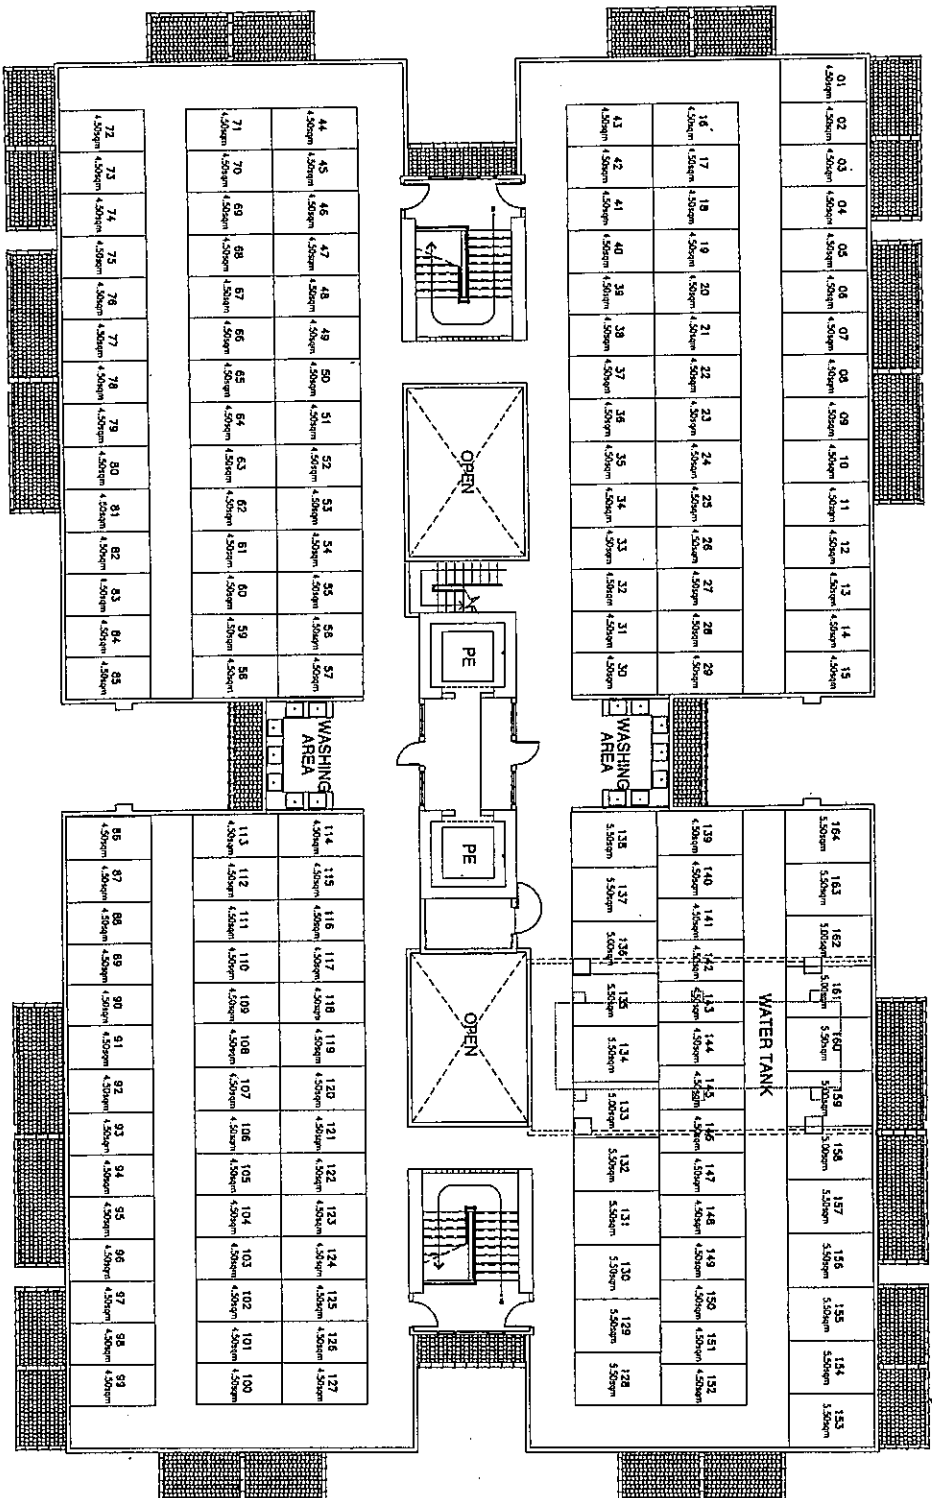 01 02 03 04 05 06 07 08 09 10 11 12 13 14 15 164 163 162 161 160 159 158 157 156 155 154 153
4.50sqm 4.50sqm 4.50sqm 4.50sqm 4.50sqm 4.50sqm 4.50sqm 4.50sqm 4.50sqm 4.50sqm 4.50sqm 4.50sqm 4.50sqm 4.50sqm 4.50sqm 5.50sqm 5.50sqm 5.00sqm 5.00sqm 5.50sqm 5.00sqm 5.00sqm 5.50sqm 5.50sqm 5.50sqm 5.50sqm 5.50sqm
WATER TANK
16 17 18 19 20 21 22 23 24 25 26 27 28 29 139 140 141 142 143 144 145 146 147 148 149 150 151 152
4.50sqm 4.50sqm 4.50sqm 4.50sqm 4.50sqm 4.50sqm 4.50sqm 4.50sqm 4.50sqm 4.50sqm 4.50sqm 4.50sqm 4.50sqm 4.50sqm 4.50sqm 4.50sqm 4.50sqm 4.50sqm 4.50sqm 4.50sqm 4.50sqm 4.50sqm 4.50sqm 4.50sqm 4.50sqm 4.50sqm 4.50sqm 4.50sqm
43 42 41 40 39 38 37 36 35 34 33 32 31 30 138 137 136 135 134 133 132 131 130 129 128
4.50sqm 4.50sqm 4.50sqm 4.50sqm 4.50sqm 4.50sqm 4.50sqm 4.50sqm 4.50sqm 4.50sqm 4.50sqm 4.50sqm 4.50sqm 4.50sqm 5.50sqm 5.50sqm 5.00sqm 5.50sqm 5.50sqm 5.00sqm 5.50sqm 5.50sqm 5.50sqm 5.50sqm 5.50sqm
WASHING
AREA
OPEN PE PE OPEN
WASHING
AREA
44 45 46 47 48 49 50 51 52 53 54 55 56 57 114 115 116 117 118 119 120 121 122 123 124 125 126 127
4.50sqm 4.50sqm 4.50sqm 4.50sqm 4.50sqm 4.50sqm 4.50sqm 4.50sqm 4.50sqm 4.50sqm 4.50sqm 4.50sqm 4.50sqm 4.50sqm 4.50sqm 4.50sqm 4.50sqm 4.50sqm 4.50sqm 4.50sqm 4.50sqm 4.50sqm 4.50sqm 4.50sqm 4.50sqm 4.50sqm 4.50sqm 4.50sqm
71 70 69 68 67 66 65 64 63 62 61 60 59 58 113 112 111 110 109 108 107 106 105 104 103 102 101 100
4.50sqm 4.50sqm 4.50sqm 4.50sqm 4.50sqm 4.50sqm 4.50sqm 4.50sqm 4.50sqm 4.50sqm 4.50sqm 4.50sqm 4.50sqm 4.50sqm 4.50sqm 4.50sqm 4.50sqm 4.50sqm 4.50sqm 4.50sqm 4.50sqm 4.50sqm 4.50sqm 4.50sqm 4.50sqm 4.50sqm 4.50sqm 4.50sqm
72 73 74 75 76 77 78 79 80 81 82 83 84 85 86 87 88 89 90 91 92 93 94 95 96 97 98 99
4.50sqm 4.50sqm 4.50sqm 4.50sqm 4.50sqm 4.50sqm 4.50sqm 4.50sqm 4.50sqm 4.50sqm 4.50sqm 4.50sqm 4.50sqm 4.50sqm 4.50sqm 4.50sqm 4.50sqm 4.50sqm 4.50sqm 4.50sqm 4.50sqm 4.50sqm 4.50sqm 4.50sqm 4.50sqm 4.50sqm 4.50sqm 4.50sqm